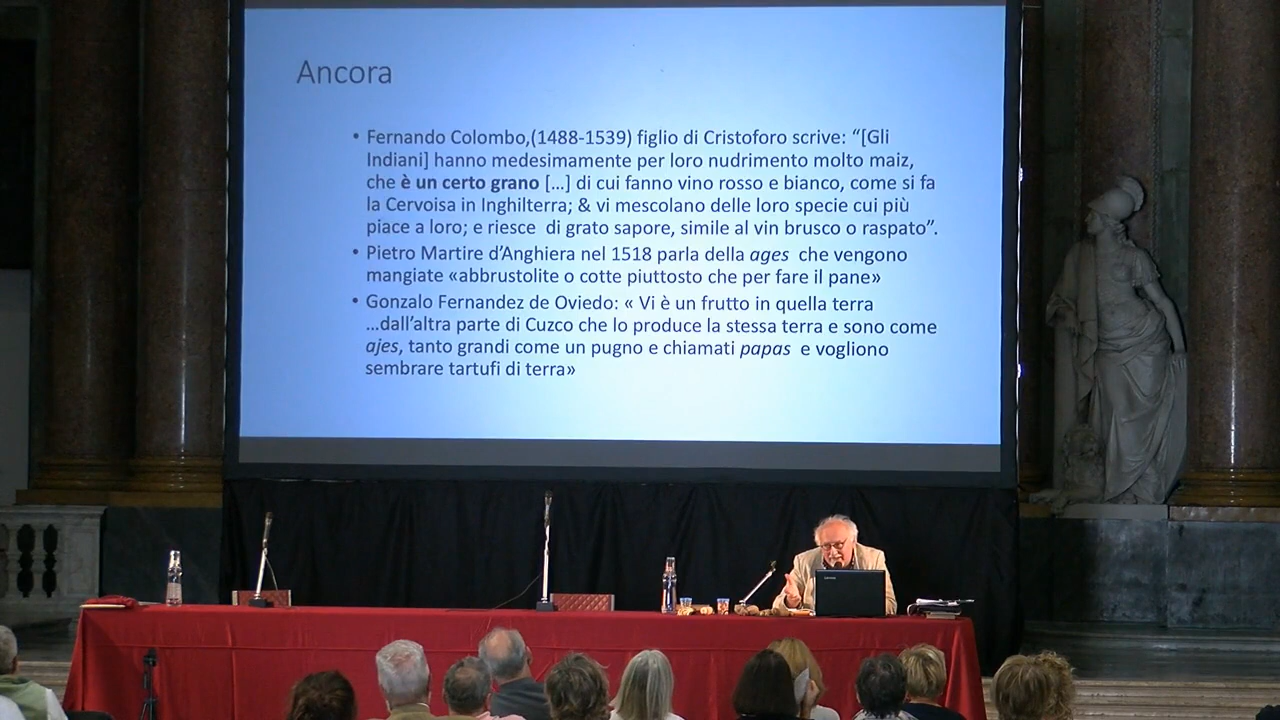 Ancora
• Fernando Colombo,(1488-1539) figlio di Cristoforo scrive: “[Gli
Indiani] hanno medesimamente per loro nudrimento molto maiz,
che è un certo grano […] di cui fanno vino rosso e bianco, come si fa
la Cervoisa in Inghilterra; & vi mescolano delle loro specie cui più
piace a loro; e riesce di grato sapore, simile al vin brusco o raspato”.
• Pietro Martire d’Anghiera nel 1518 parla della ages che vengono
mangiate «abbrustolite o cotte piuttosto che per fare il pane»
• Gonzalo Fernandez de Oviedo: « Vi è un frutto in quella terra
…dall’altra parte di Cuzco che lo produce la stessa terra e sono come
ajes, tanto grandi come un pugno e chiamati papas e vogliono
sembrare tartufi di terra»